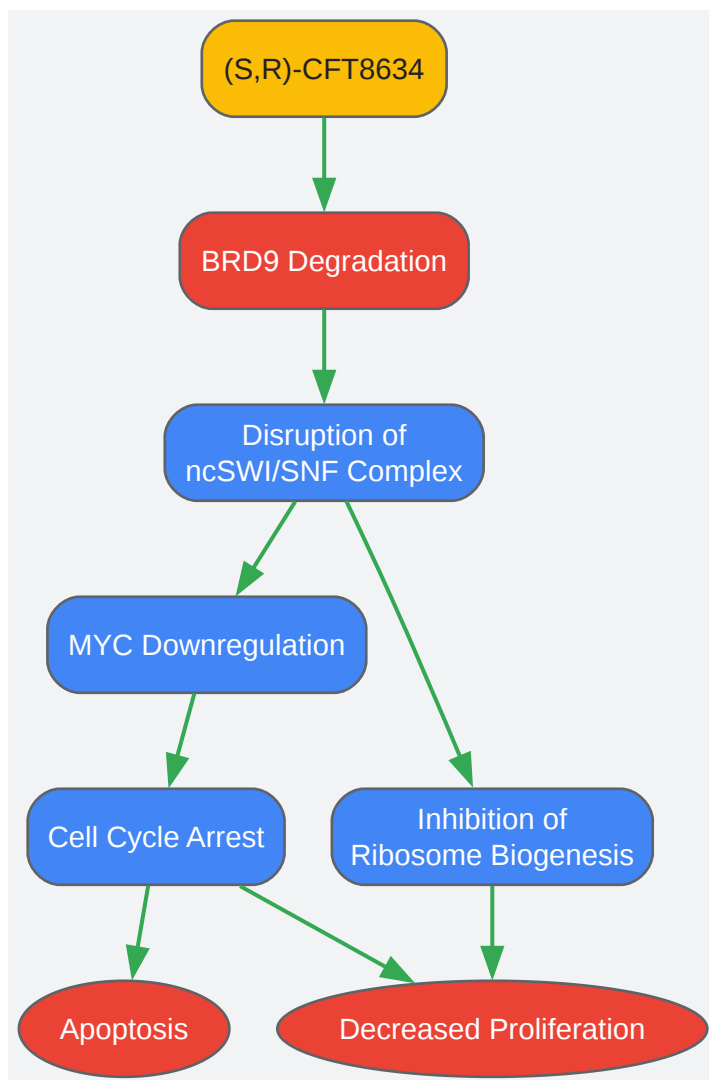 (S,R)-CFT8634
BRD9 Degradation
Disruption of
ncSWI/SNF Complex
MYC Downregulation
Cell Cycle Arrest
Inhibition of
Ribosome Biogenesis
Apoptosis
Decreased Proliferation